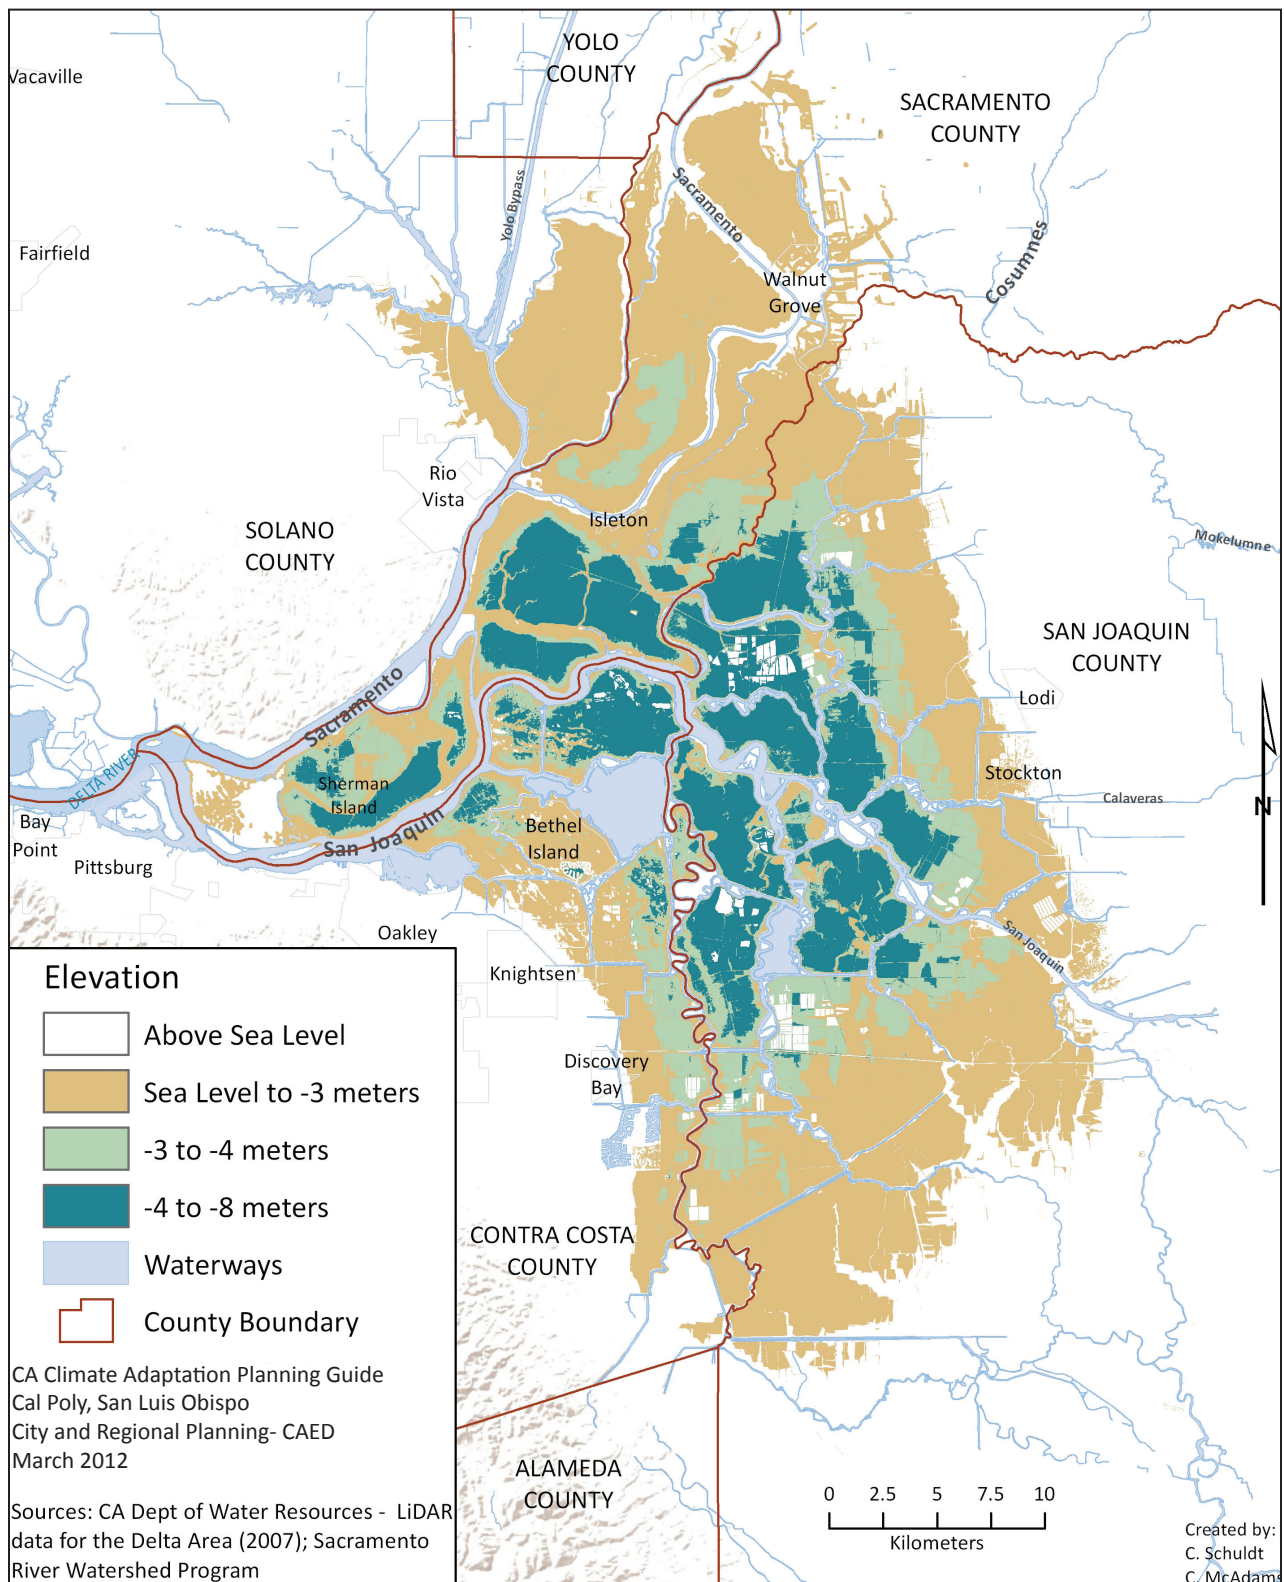 YOLO
COUNTY
Vacaville
SACRAMENTO
COUNTY
Yolo Bypass
Sacramento
Fairfield
Cosumnes
Walnut
Grove
Rio
Vista
Isleton
SOLANO
COUNTY
Mokelumne
SAN JOAQUIN
COUNTY
Lodi
Sacramento
DELTA RIVER
Sherman
Island
Stockton
Calaveras
N
Bay
Point
San Joaquin
Bethel
Island
Pittsburg
Oakley
San Joaquin
Knightsen
Discovery
Bay
CONTRA COSTA
COUNTY
ALAMEDA
COUNTY
Elevation
Above Sea Level
Sea Level to -3 meters
-3 to -4 meters
-4 to -8 meters
Waterways
County Boundary
CA Climate Adaptation Planning Guide
Cal Poly, San Luis Obispo
City and Regional Planning- CAED
March 2012
Sources: CA Dept of Water Resources - LiDAR
data for the Delta Area (2007); Sacramento
River Watershed Program
0 2.5 5 7.5 10
Kilometers
Created by:
C. Schuldt
C. McAdams